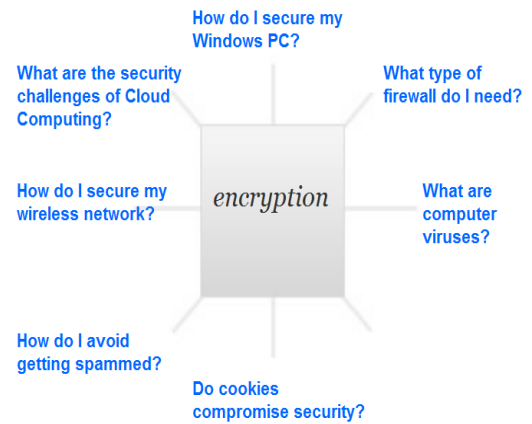 How do I secure my
Windows PC?
What are the security
challenges of Cloud
Computing?
What type of
firewall do I need?
How do I secure my
wireless network?
encryption
What are
computer
viruses?
How do I avoid
getting spammed?
Do cookies
compromise security?